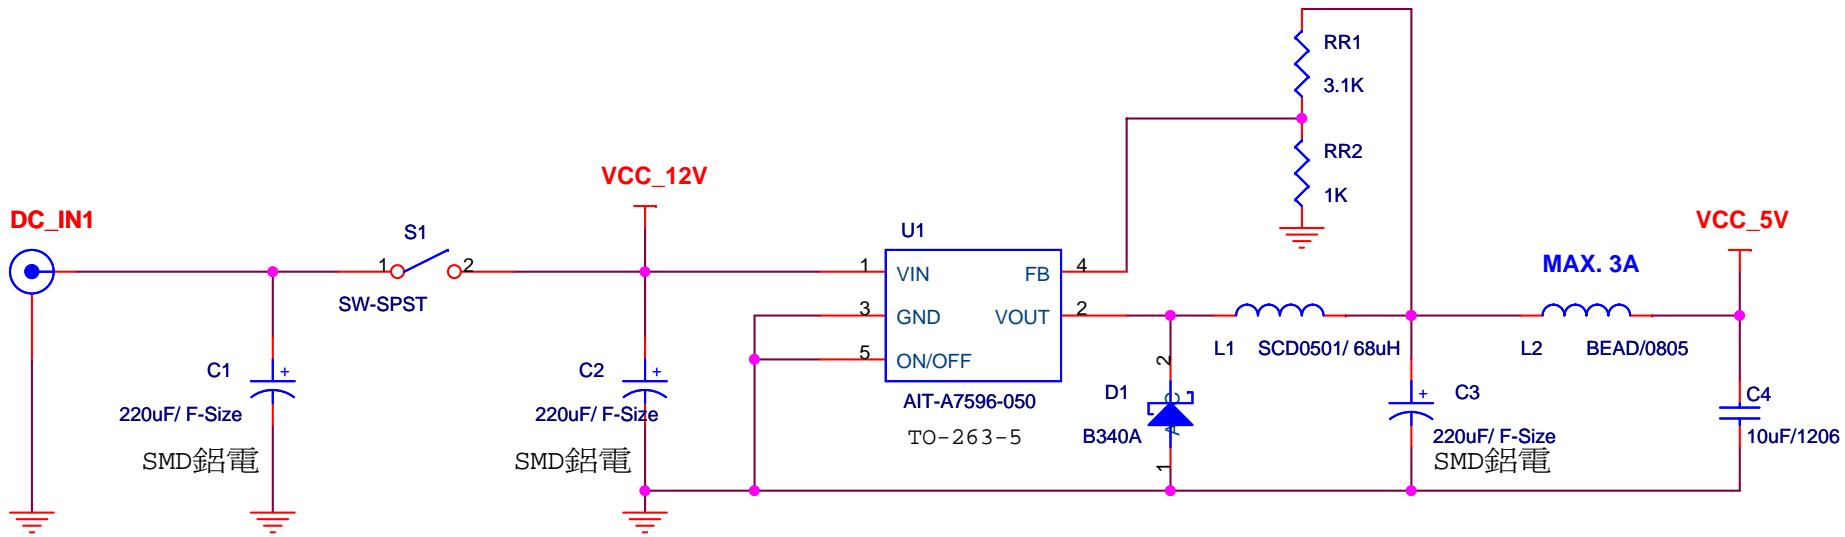 RR1
3.1K
RR2
1K
VCC_12V
DC_IN1
S1
1
2
SW-SPST
U1
1
VIN
FB
4
3
GND
VOUT
2
5
ON/OFF
AIT-A7596-050
TO-263-5
VCC_5V
MAX. 3A
L1
SCD0501/ 68uH
L2
BEAD/0805
C1
+
220uF/ F-Size
SMD鋁電
C2
+
220uF/ F-Size
SMD鋁電
2
D1
B340A
A
C
1
+
C3
220uF/ F-Size
SMD鋁電
C4
10uF/1206